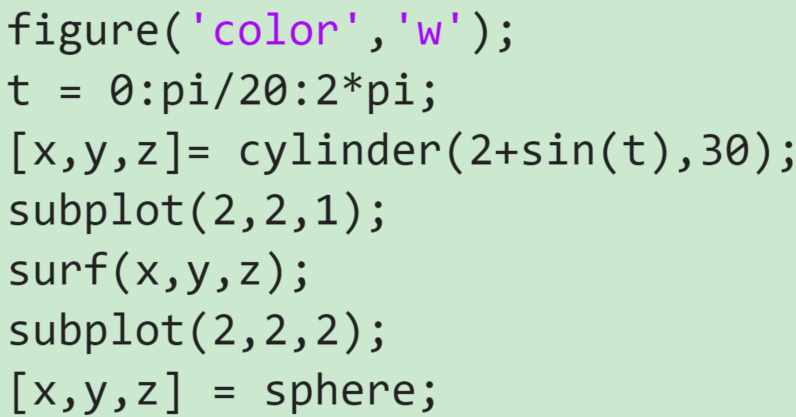 figure('color','w');
t = 0:pi/20:2*pi;
[x,y,z]= cylinder(2+sin(t),30);
subplot(2,2,1);
surf(x,y,z);
subplot(2,2,2);
[x,y,z] = sphere;